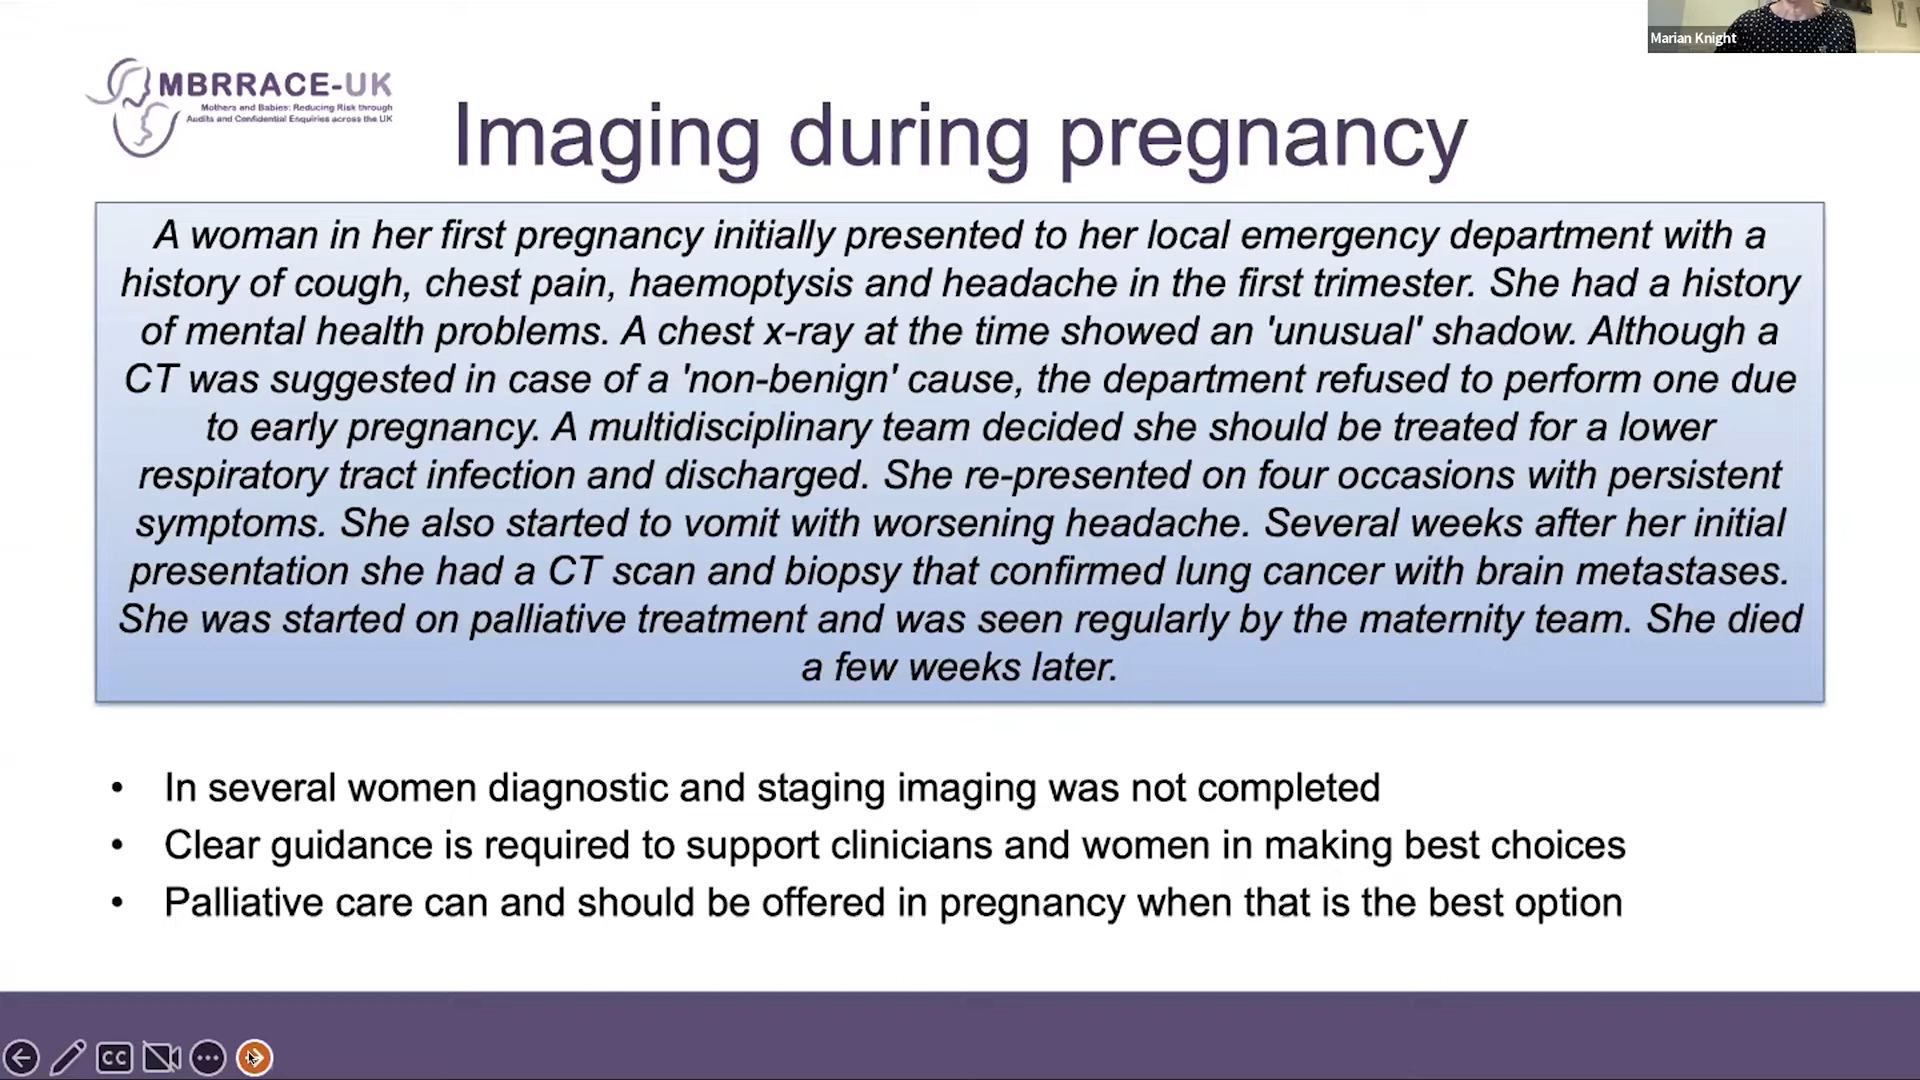 Marian Knight
MBRRACE-UK
Mothers and Babies: Reducing Risk through
Audits and Confidential Enquiries across the UK
Imaging during pregnancy
A woman in her first pregnancy initially presented to her local emergency department with a
history of cough, chest pain, haemoptysis and headache in the first trimester. She had a history
of mental health problems. A chest x-ray at the time showed an 'unusual' shadow. Although a
CT was suggested in case of a 'non-benign' cause, the department refused to perform one due
to early pregnancy. A multidisciplinary team decided she should be treated for a lower
respiratory tract infection and discharged. She re-presented on four occasions with persistent
symptoms. She also started to vomit with worsening headache. Several weeks after her initial
presentation she had a CT scan and biopsy that confirmed lung cancer with brain metastases.
She was started on palliative treatment and was seen regularly by the maternity team. She died
a few weeks later.
• In several women diagnostic and staging imaging was not completed
• Clear guidance is required to support clinicians and women in making best choices
• Palliative care can and should be offered in pregnancy when that is the best option
CC